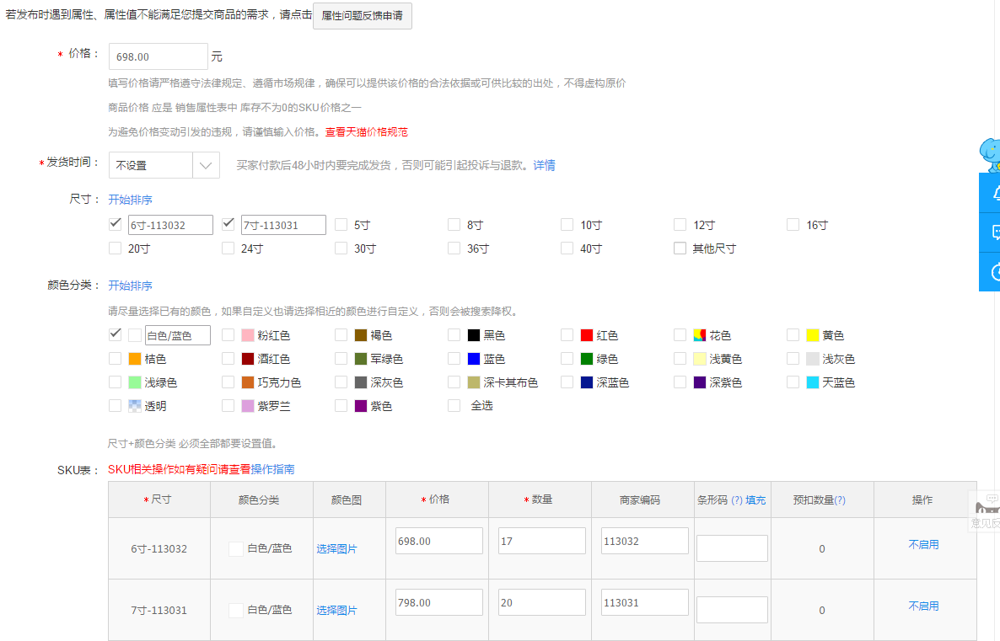 若发布时遇到属性、属性值不能满足您提交商品的需求，请点击 属性问题反馈申请
* 价格： 698.00 元
填写价格请严格遵守法律规定、遵循市场规律，确保可以提供该价格的合法依据或可供比较的出处，不得虚构原价
商品价格 应是 销售属性表中 库存不为0的SKU价格之一
为避免价格变动引发的违规，请谨慎输入价格。查看天猫价格规范
* 发货时间： 不设置 买家付款后48小时内要完成发货，否则可能引起投诉与退款。详情
尺寸： 开始排序
6寸-113032 7寸-113031 5寸 8寸 10寸 12寸 16寸
20寸 24寸 30寸 36寸 40寸 其他尺寸
颜色分类： 开始排序
请尽量选择已有的颜色，如果自定义也请选择相近的颜色进行自定义，否则会被搜索降权。
白色/蓝色 粉红色 褐色 黑色 红色 花色 黄色
桔色 酒红色 军绿色 蓝色 绿色 浅黄色 浅灰色
浅绿色 巧克力色 深灰色 深卡其布色 深蓝色 深紫色 天蓝色
透明 紫罗兰 紫色 全选
尺寸+颜色分类 必须全部都要设置值。
SKU表： SKU相关操作如有疑问请查看操作指南
* 尺寸 颜色分类 颜色图 * 价格 * 数量 商家编码 条形码 (?) 填充 预扣数量(?) 操作
6寸-113032 白色/蓝色 选择图片 698.00 17 113032 0 不启用
7寸-113031 白色/蓝色 选择图片 798.00 20 113031 0 不启用
意见反